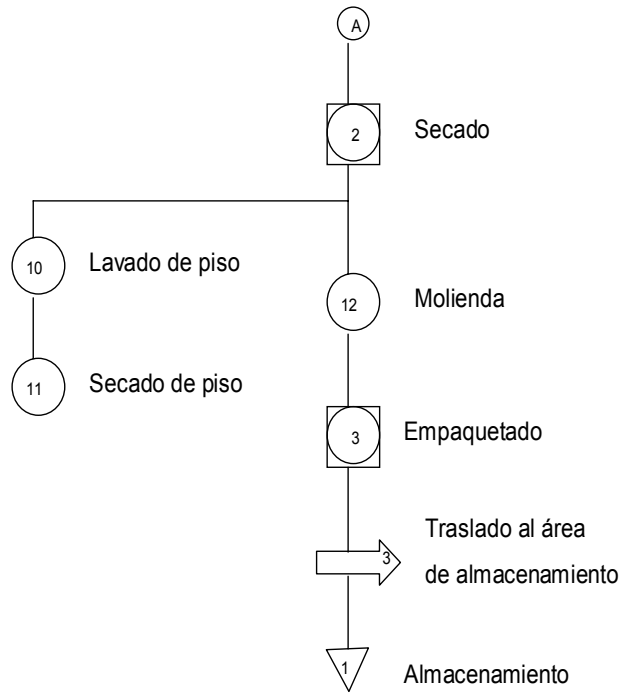 A
2 Secado
10 Lavado de piso
12 Molienda
11 Secado de piso
3 Empaquetado
3 Traslado al área
de almacenamiento
1 Almacenamiento